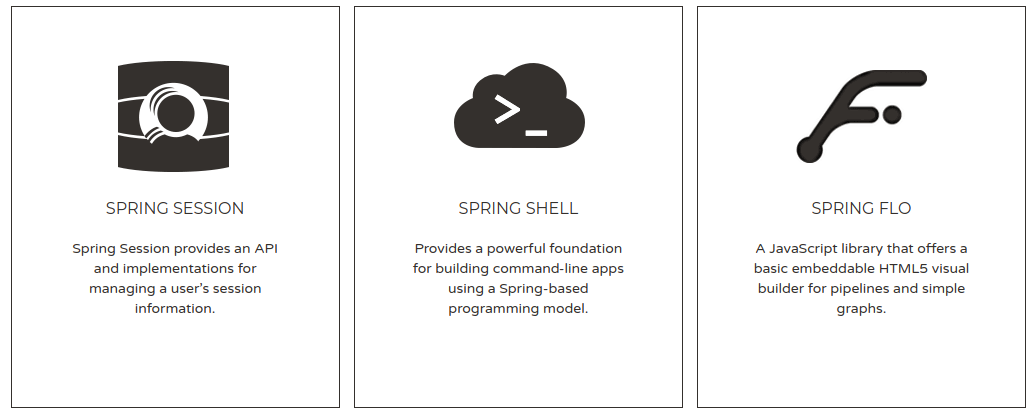 SPRING SESSION
Spring Session provides an API
and implementations for
managing a user’s session
information.
SPRING SHELL
Provides a powerful foundation
for building command-line apps
using a Spring-based
programming model.
SPRING FLO
A JavaScript library that offers a
basic embeddable HTML5 visual
builder for pipelines and simple
graphs.